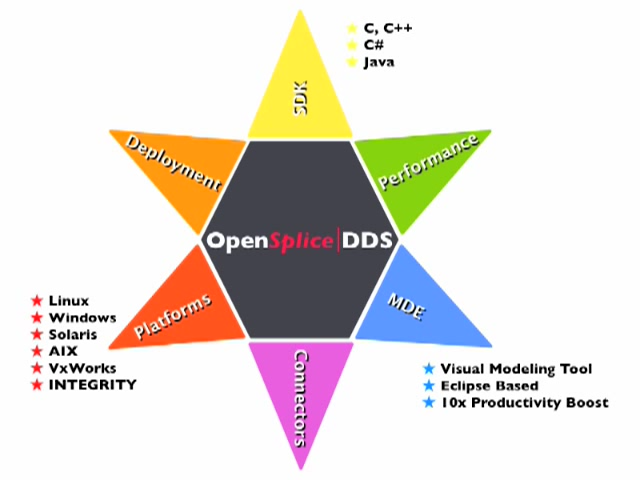 C, C++
C#
Java
SDK
Deployment
Performance
OpenSplice|DDS
Platforms
MDE
Linux
Windows
Solaris
AIX
VxWorks
INTEGRITY
Connectors
Visual Modeling Tool
Eclipse Based
10x Productivity Boost